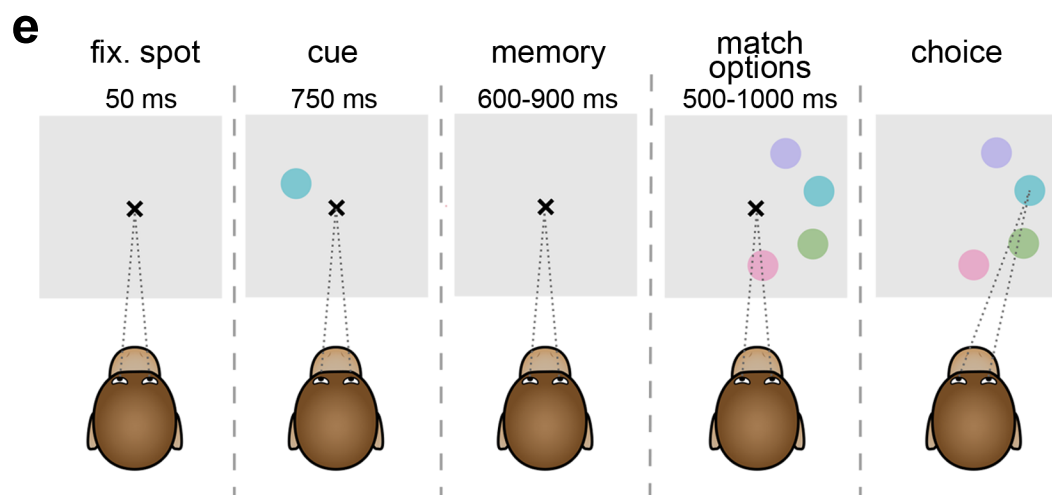 e
fix. spot
50 ms
cue
750 ms
memory
600-900 ms
match
options
500-1000 ms
choice